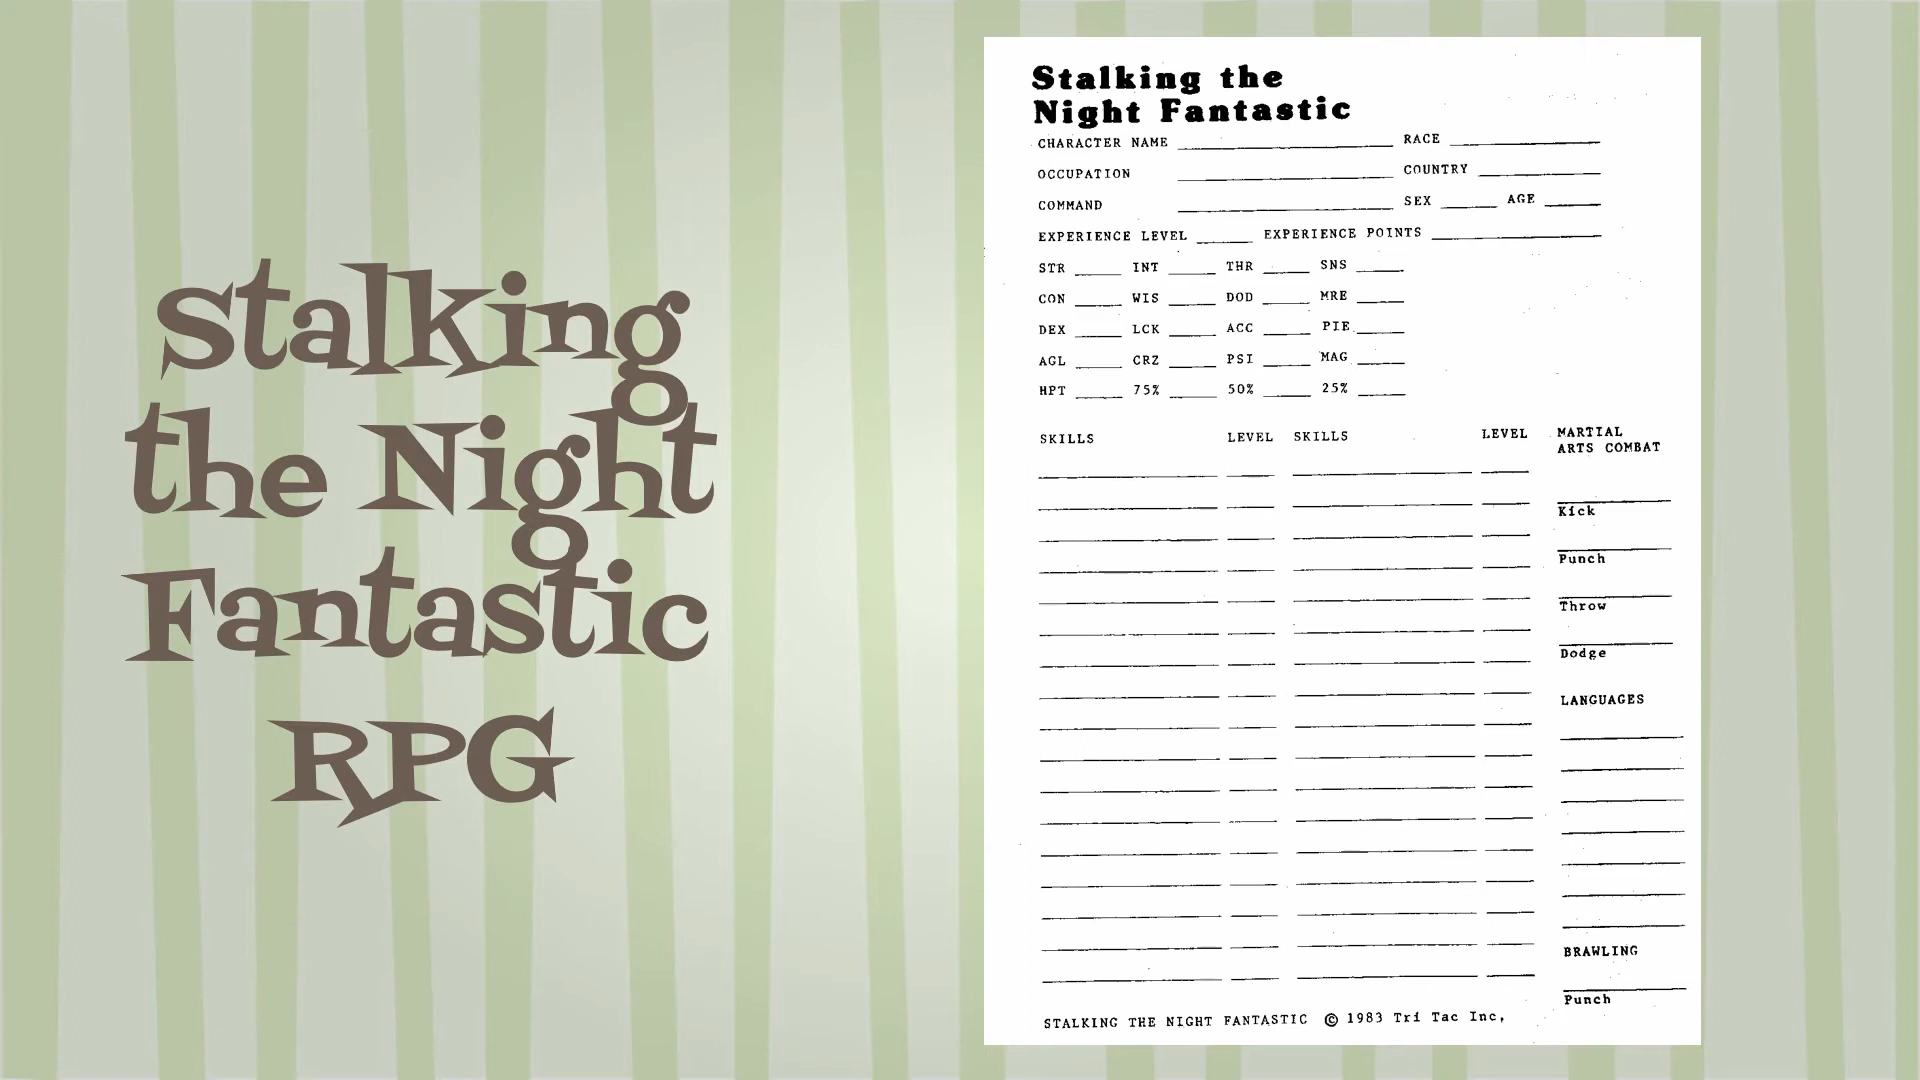 Stalking
the Night
Fantastic
RPG
Stalking the
Night Fantastic
CHARACTER NAME RACE
OCCUPATION COUNTRY
COMMAND SEX AGE
EXPERIENCE LEVEL EXPERIENCE POINTS
STR INT THR SNS
CON WIS DOD MRE
DEX LCK ACC PIE
AGL CRZ PSI MAG
HPT 75% 50% 25%
SKILLS LEVEL SKILLS LEVEL
MARTIAL
ARTS COMBAT
Kick
Punch
Throw
Dodge
LANGUAGES
BRAWLING
Punch
STALKING THE NIGHT FANTASTIC © 1983 Tri Tac Inc,